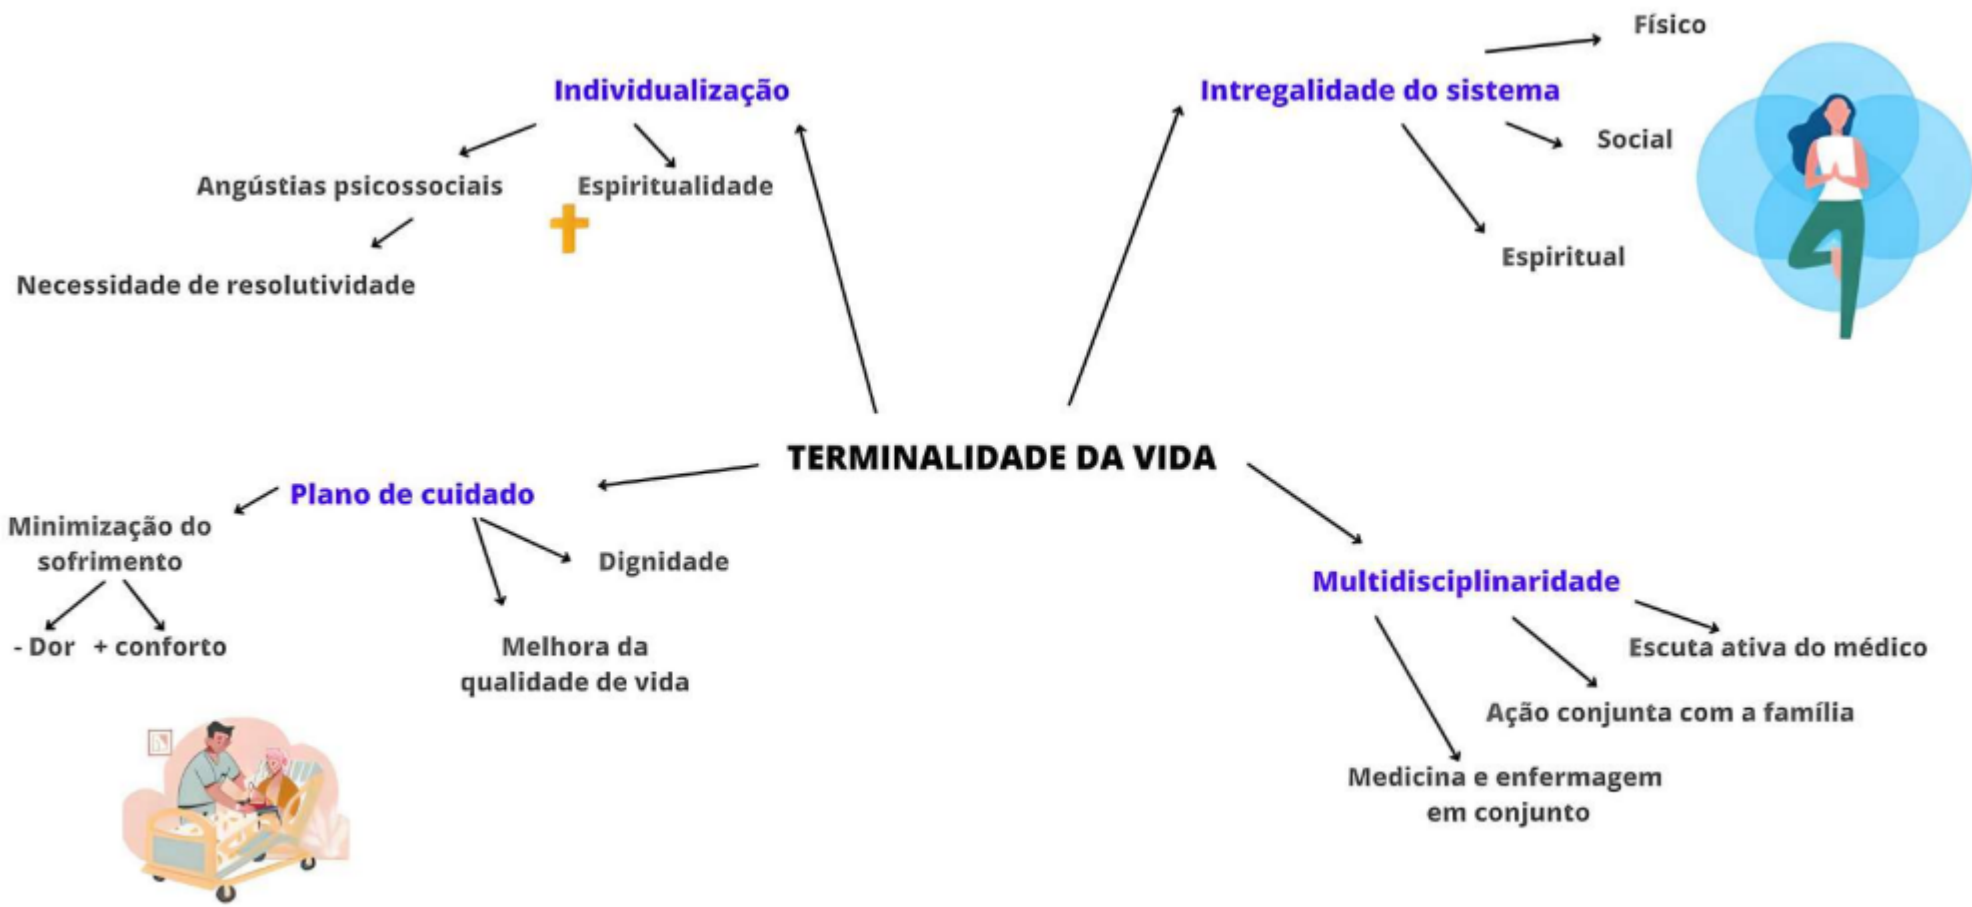 Individualização
Angústias psicossociais
Espiritualidade
Necessidade de resolutividade
Intregalidade do sistema
Físico
Social
Espiritual
TERMINALIDADE DA VIDA
Plano de cuidado
Minimização do
sofrimento
- Dor + conforto
Dignidade
Melhora da
qualidade de vida
Multidisciplinaridade
Escuta ativa do médico
Ação conjunta com a família
Medicina e enfermagem
em conjunto